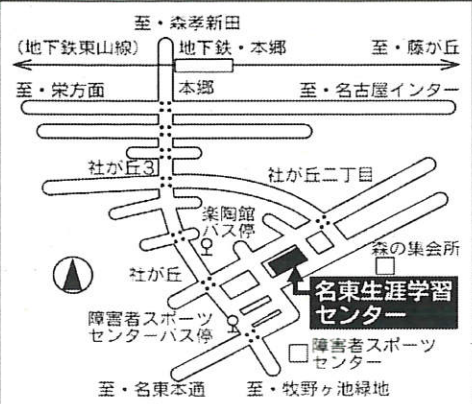 至・森孝新田
(地下鉄東山線)
地下鉄・本郷
至・藤が丘
至・栄方面
本郷
至・名古屋インター
社が丘3
社が丘二丁目
楽陶館
バス停
森の集会所
社が丘
名東生涯学習
センター
障害者スポーツ
センターバス停
障害者スポーツ
センター
至・名東本通
至・牧野ヶ池緑地